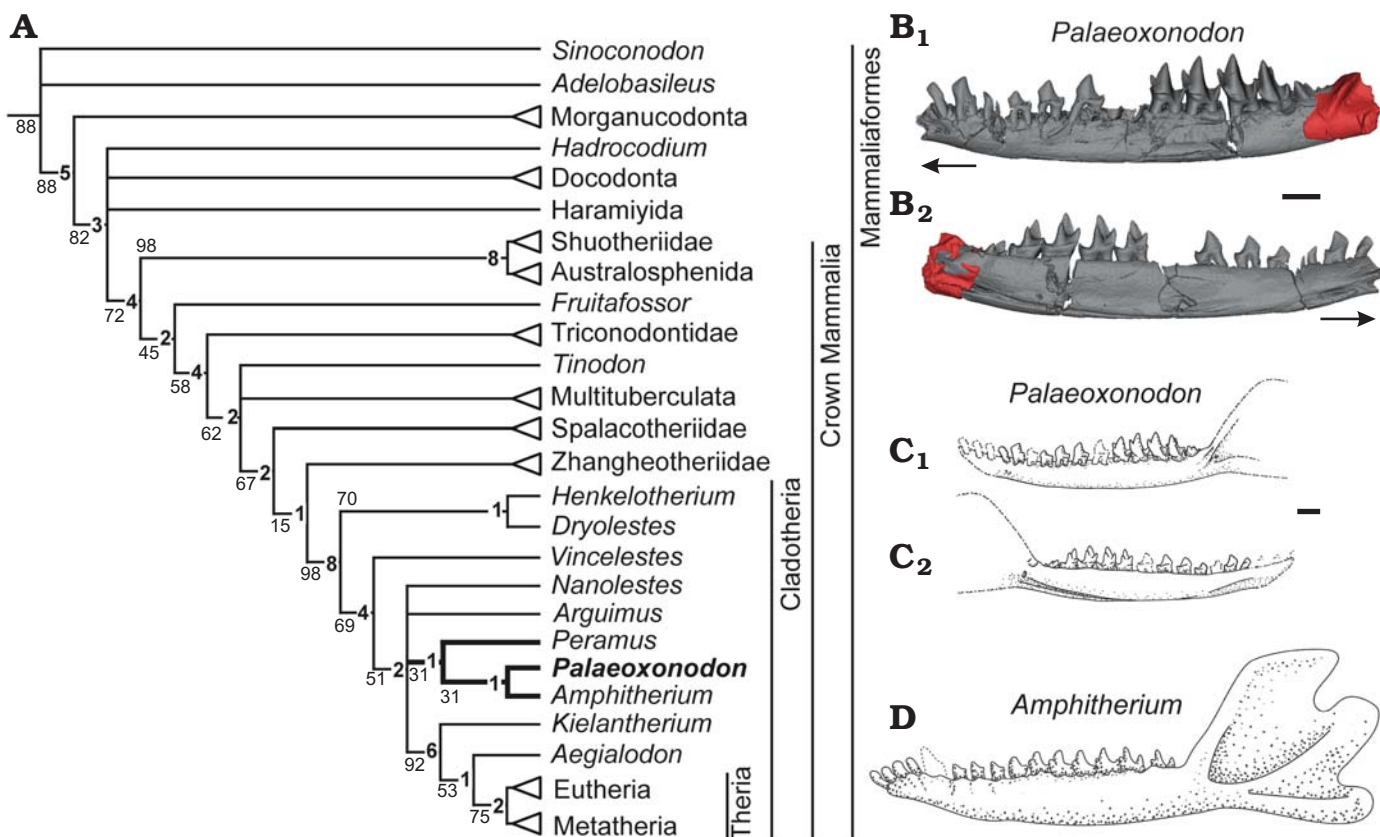 A
Sinoconodon
Adelobasileus
88
Morganucodonta
5
88
Hadrocodium
Docodonta
Haramiyida
3
82
98
Shuotheriidae
8
Australosphenida
4
72
Fruitafossor
2
45
Triconodontidae
4
58
Tinodon
Multituberculata
2
62
Spalacotheriidae
2
67
Zhangheotheriidae
1
15
70
Henkelotherium
1
Dryolestes
8
98
Vincelestes
Nanolestes
4
69
Arguimus
Peramus
2
51
1
31
Palaeoxonodon
1
31
Amphitherium
Kielantherium
6
92
Aegialodon
1
53
Eutheria
2
75
Metatheria
Theria
Cladotheria
Crown Mammalia
Mammaliaformes
B1
Palaeoxonodon
B2
Palaeoxonodon
C1
C2
D
Amphitherium